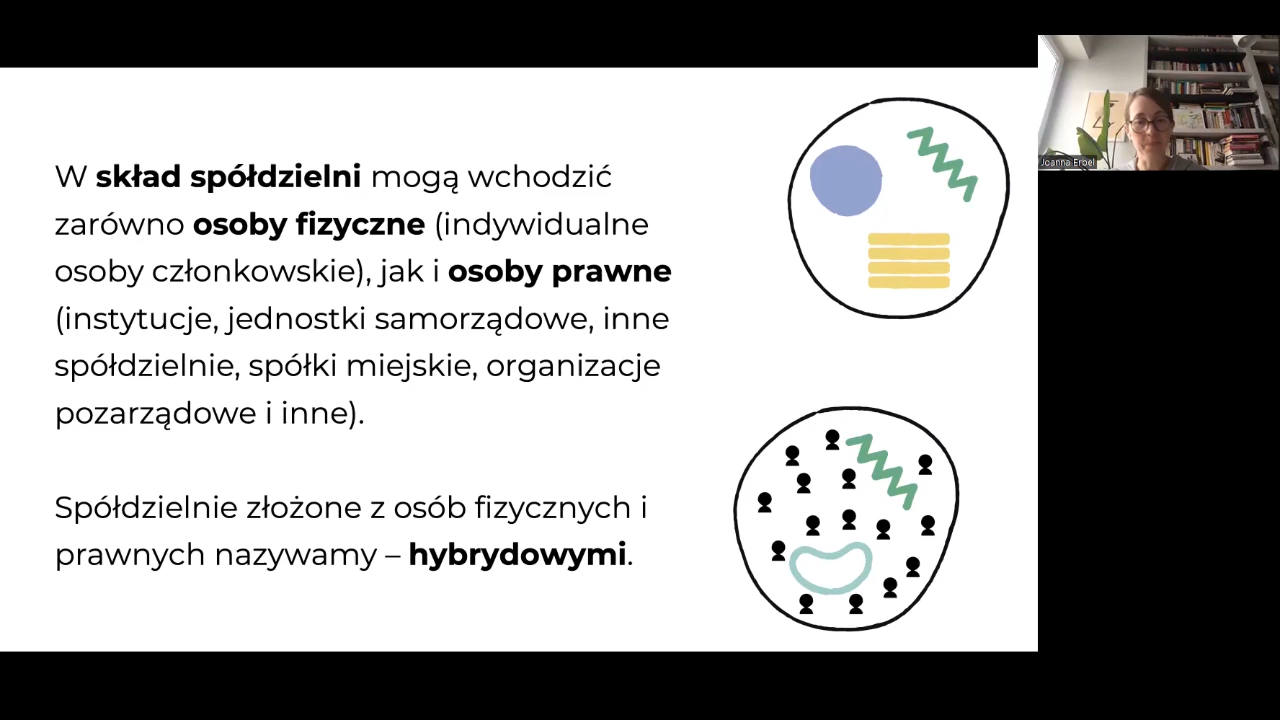 W skład spółdzielni mogą wchodzić
zarówno osoby fizyczne (indywidualne
osoby członkowskie), jak i osoby prawne
(instytucje, jednostki samorządowe, inne
spółdzielnie, spółki miejskie, organizacje
pozarządowe i inne).
Spółdzielnie złożone z osób fizycznych i
prawnych nazywamy – hybrydowymi.
Joanna Erbel